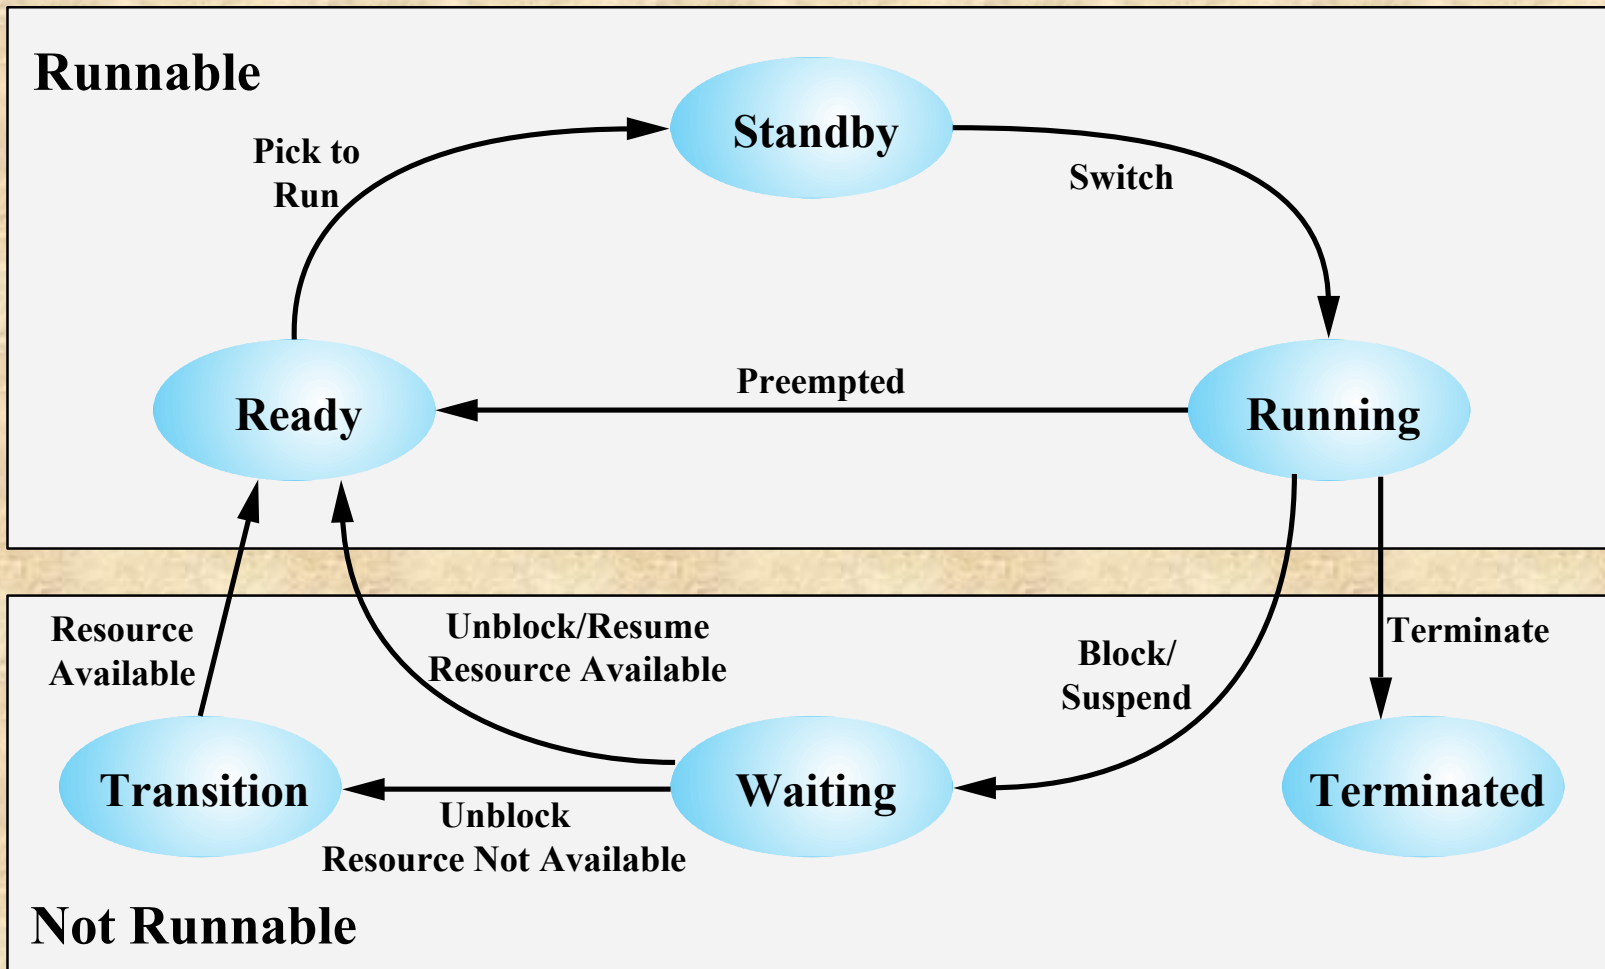 Runnable
Standby
Pick to
Run
Switch
Preempted
Ready
Running
Resource
Available
Unblock/Resume
Resource Available
Block/
Suspend
Terminate
Transition
Waiting
Terminated
Unblock
Resource Not Available
Not Runnable